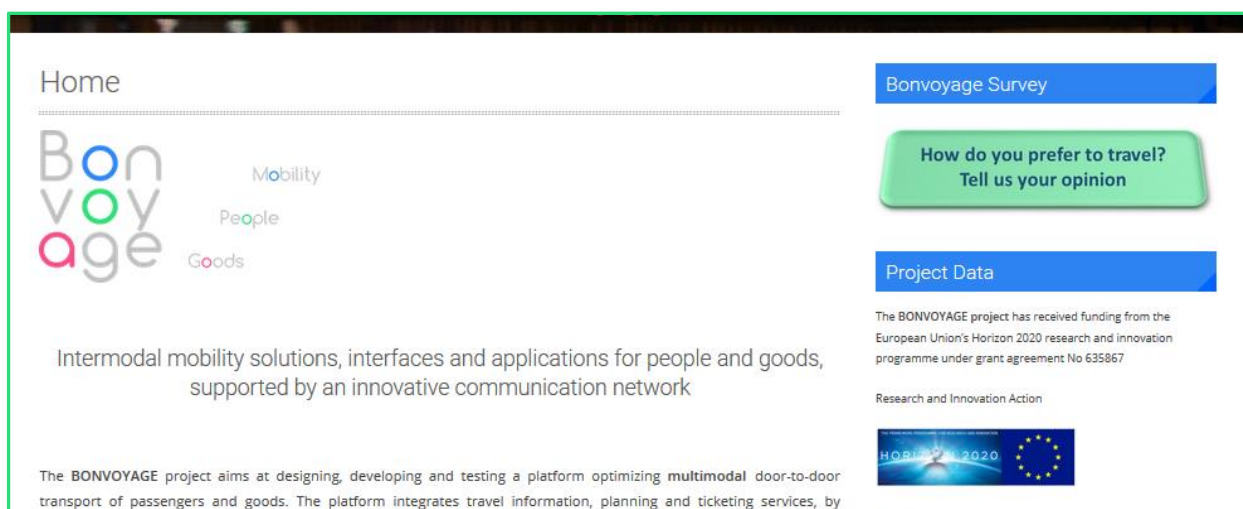 Home
Bon
voy
age
Mobility
People
Goods
Intermodal mobility solutions, interfaces and applications for people and goods,
supported by an innovative communication network
The BONVOYAGE project aims at designing, developing and testing a platform optimizing multimodal door-to-door
transport of passengers and goods. The platform integrates travel information, planning and ticketing services, by
Bonvoyage Survey
How do you prefer to travel?
Tell us your opinion
Project Data
The BONVOYAGE project has received funding from the
European Union's Horizon 2020 research and innovation
programme under grant agreement No 635867
Research and Innovation Action
HORIZON 2020